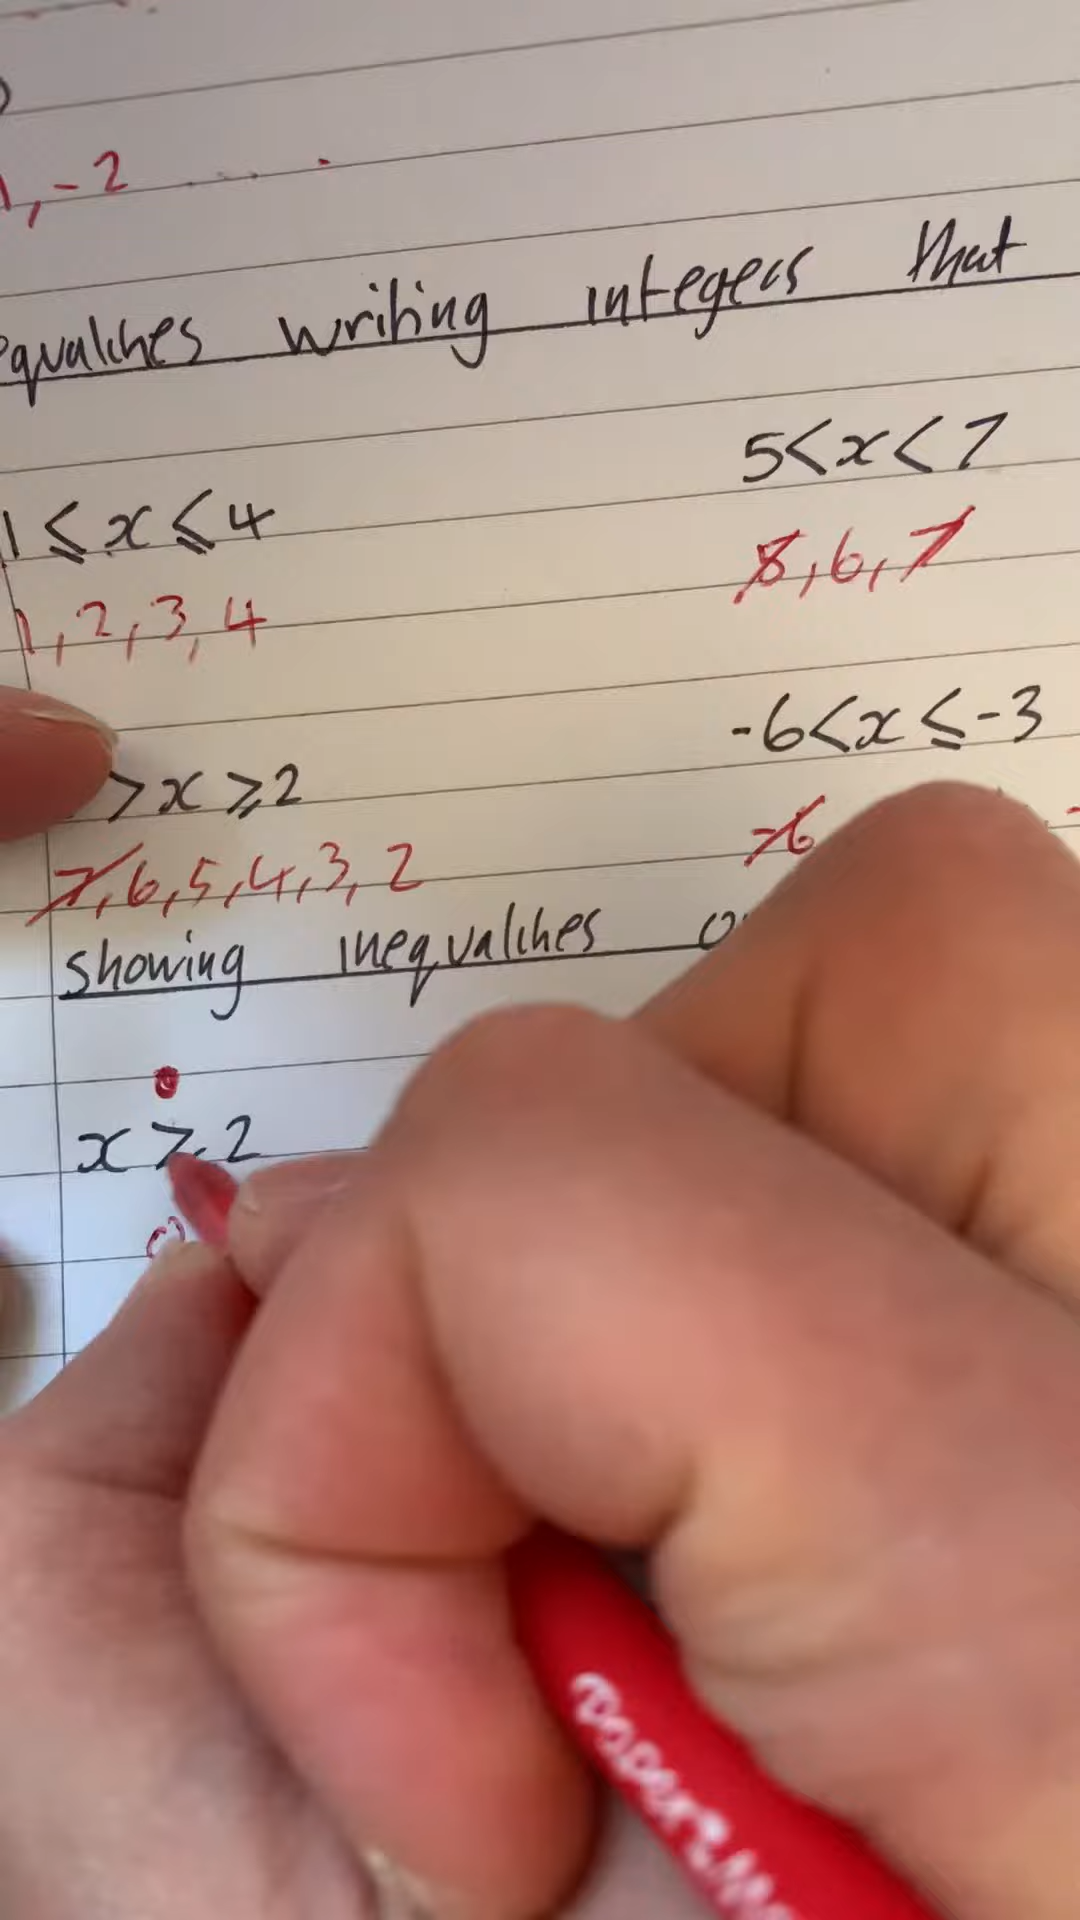 1, -2 .....
equalities writing integers that
5<x<7
1 ≤ x ≤ 4
5, 6, 7
1, 2, 3, 4
-6<x ≤ -3
>x ≥ 2
-6
7, 6, 5, 4, 3, 2
showing inequalities
x ≥ 2